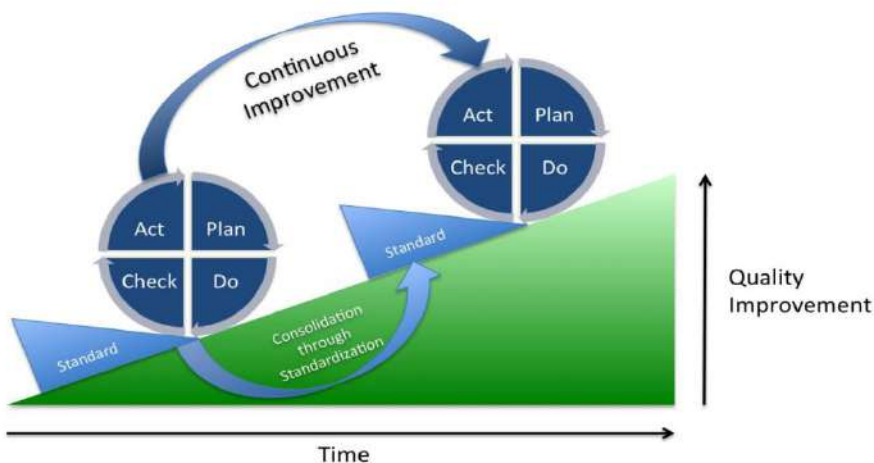 Continuous
Improvement
Act
Plan
Check
Do
Act
Plan
Check
Do
Standard
Standard
Consolidation
through
Standardization
Quality
Improvement
Time